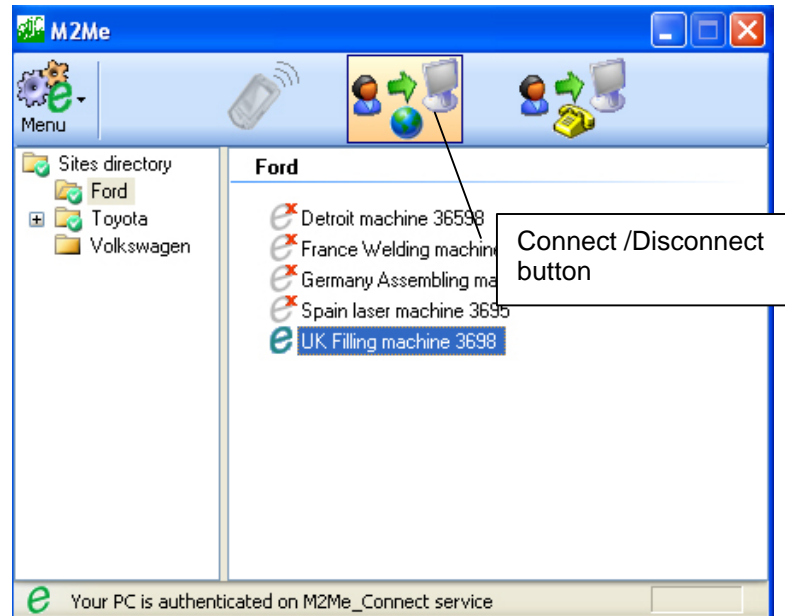 M2Me
Menu
Sites directory
Ford
Toyota
Volkswagen
Ford
Detroit machine 36598
France Welding machine
Germany Assembling ma
Spain laser machine 3695
UK Filling machine 3698
Connect /Disconnect
button
Your PC is authenticated on M2Me_Connect service